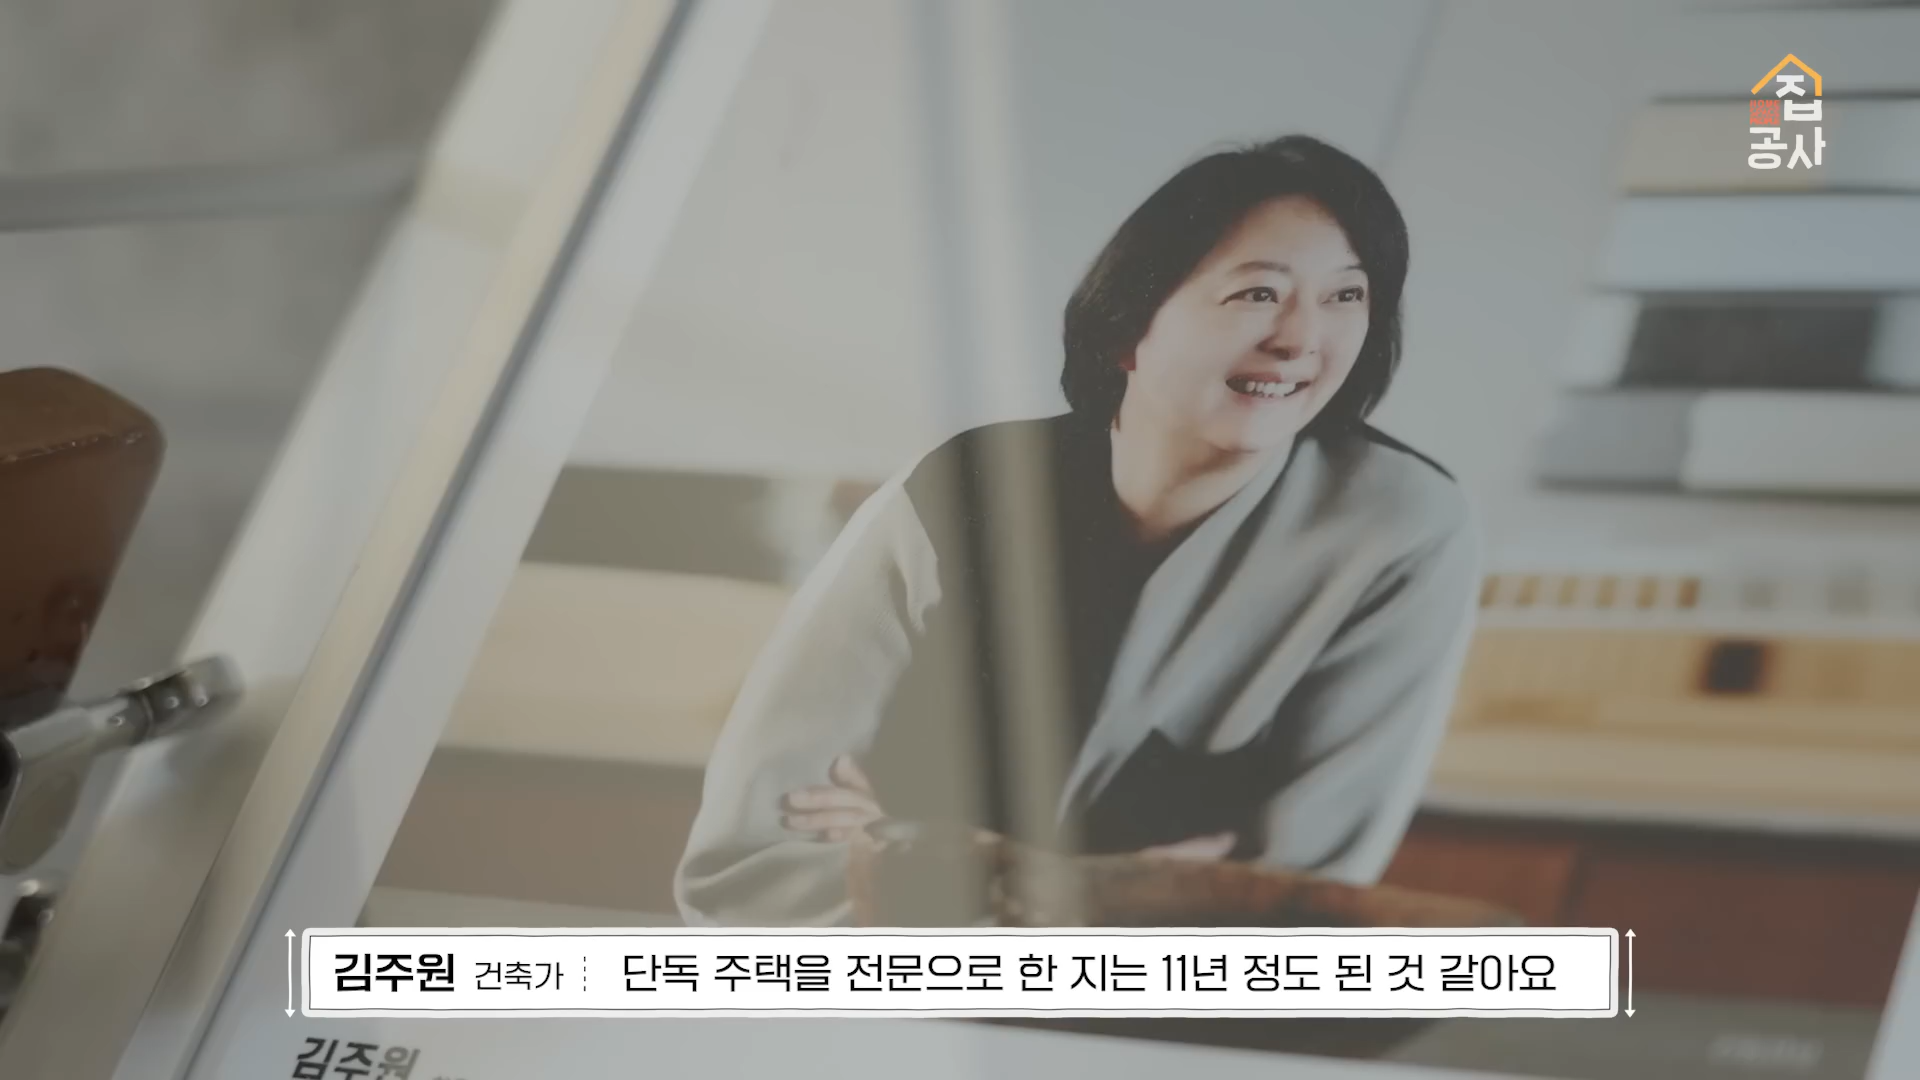 집
공사
김주원 건축가 단독 주택을 전문으로 한 지는 11년 정도 된 것 같아요
김주원